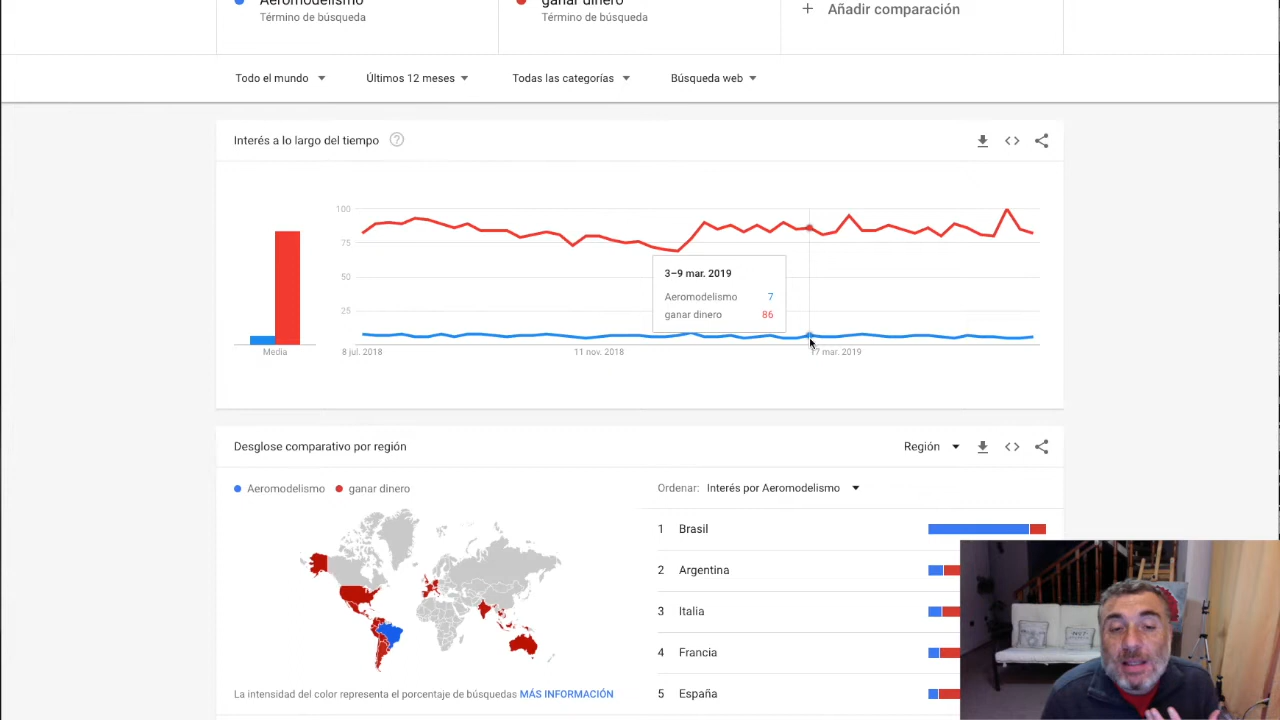 Aeromodelismo
ganar dinero
+ Añadir comparación
Término de búsqueda
Término de búsqueda
Todo el mundo
Últimos 12 meses
Todas las categorías
Búsqueda web
Interés a lo largo del tiempo
100
75
50
25
3–9 mar. 2019
Aeromodelismo 7
ganar dinero 86
Media
8 jul. 2018
11 nov. 2018
17 mar. 2019
Desglose comparativo por región
Región
Aeromodelismo
ganar dinero
Ordenar: Interés por Aeromodelismo
1 Brasil
2 Argentina
3 Italia
4 Francia
5 España
La intensidad del color representa el porcentaje de búsquedas MÁS INFORMACIÓN